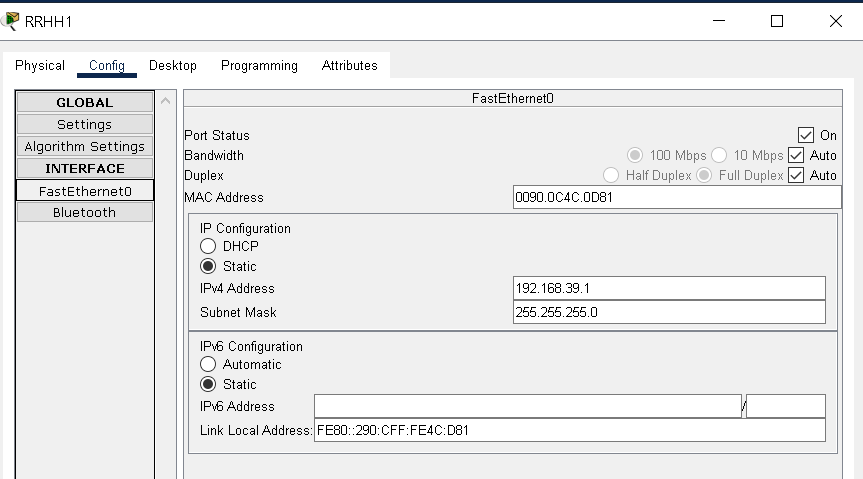 RRHH1
Physical Config Desktop Programming Attributes
GLOBAL
Settings
Algorithm Settings
INTERFACE
FastEthernet0
Bluetooth
FastEthernet0
Port Status On
Bandwidth 100 Mbps 10 Mbps Auto
Duplex Half Duplex Full Duplex Auto
MAC Address 0090.0C4C.0D81
IP Configuration
DHCP
Static
IPv4 Address 192.168.39.1
Subnet Mask 255.255.255.0
IPv6 Configuration
Automatic
Static
IPv6 Address /
Link Local Address: FE80::290:CFF:FE4C:D81